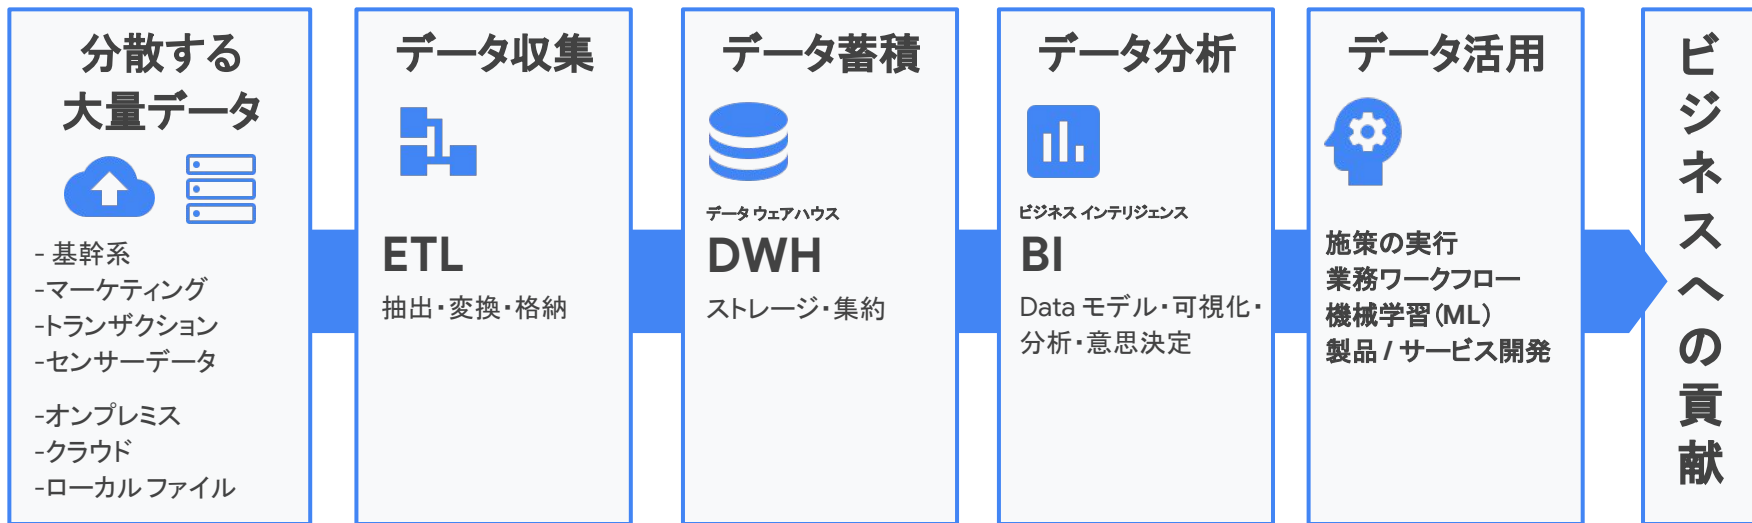 分散する
大量データ
- 基幹系
-マーケティング
-トランザクション
-センサーデータ
-オンプレミス
-クラウド
-ローカル ファイル
データ収集
ETL
抽出・変換・格納
データ蓄積
データ ウェアハウス
DWH
ストレージ・集約
データ分析
ビジネス インテリジェンス
BI
Data モデル・可視化・
分析・意思決定
データ活用
施策の実行
業務ワークフロー
機械学習（ML）
製品 / サービス開発
ビジネスへの貢献